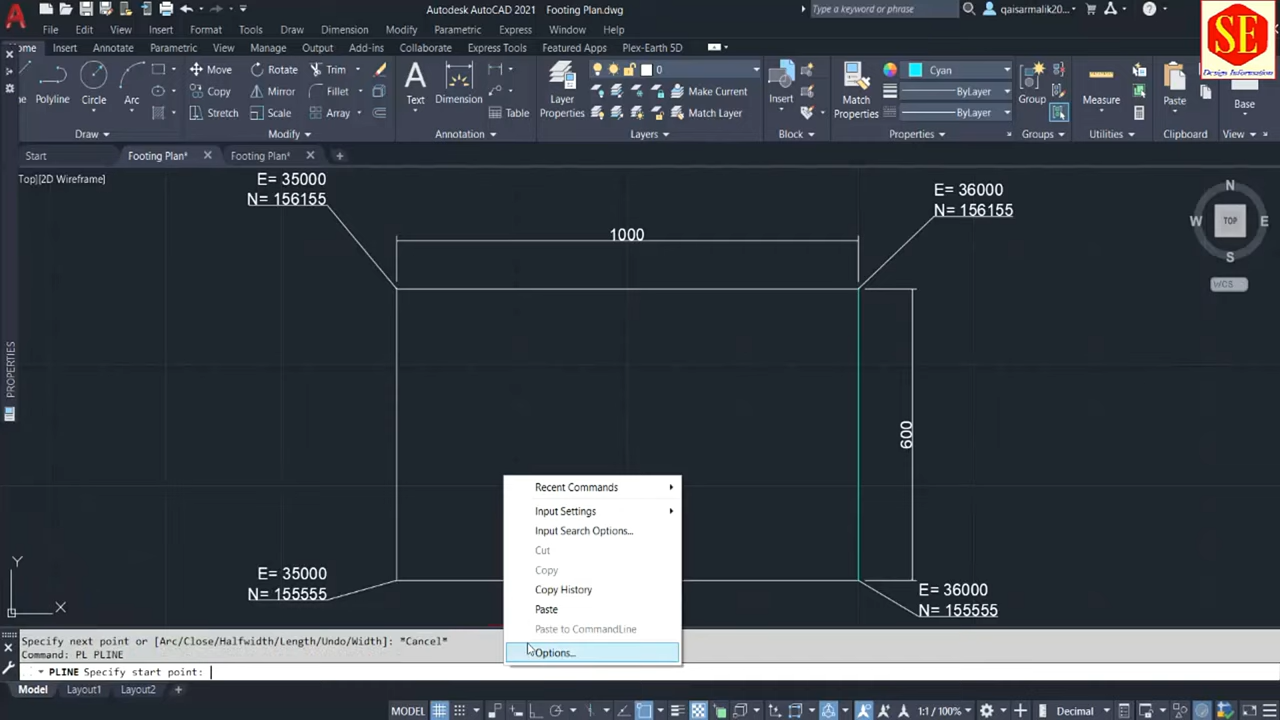 Autodesk AutoCAD 2021 Footing Plan.dwg
Type a keyword or phrase
qaisarmalik20...
SE
Design Information
File Edit View Insert Format Tools Draw Dimension Modify Parametric Express Window Help
Home Insert Annotate Parametric View Manage Output Add-ins Collaborate Express Tools Featured Apps Plex-Earth 5D
Polyline
Circle
Arc
Move
Copy
Stretch
Rotate
Mirror
Scale
Trim
Fillet
Array
Text
Dimension
Table
Layer
Properties
0
Make Current
Match Layer
Insert
Match
Properties
Cyan
ByLayer
ByLayer
Group
Measure
Paste
Base
Draw Modify Annotation Layers Block Properties Groups Utilities Clipboard View
Start Footing Plan* Footing Plan*
Top][2D Wireframe]
E= 35000
N= 156155
E= 36000
N= 156155
1000
600
N
W TOP E
S
WCS
PROPERTIES
Recent Commands
Input Settings
Input Search Options...
Cut
Copy
Copy History
Paste
Paste to CommandLine
Options...
E= 35000
N= 155555
E= 36000
N= 155555
Y
X
Specify next point or [Arc/Close/Halfwidth/Length/Undo/Width]: *Cancel*
Command: PL PLINE
PLINE Specify start point:
Model Layout1 Layout2 +
MODEL 1:1 / 100% Decimal